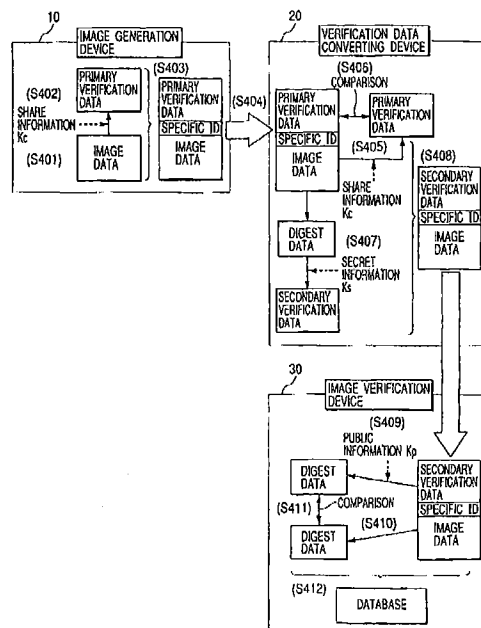 10
IMAGE GENERATION
DEVICE
(S402)
PRIMARY
VERIFICATION
DATA
SHARE
INFORMATION
Kc
(S401)
IMAGE
DATA
(S403)
PRIMARY
VERIFICATION
DATA
SPECIFIC ID
IMAGE
DATA
(S404)
20
VERIFICATION DATA
CONVERTING DEVICE
(S406)
COMPARISON
PRIMARY
VERIFICATION
DATA
SPECIFIC ID
IMAGE
DATA
PRIMARY
VERIFICATION
DATA
(S405)
SHARE
INFORMATION
Kc
DIGEST
DATA
(S407)
SECRET
INFORMATION
Ks
SECONDARY
VERIFICATION
DATA
(S408)
SECONDARY
VERIFICATION
DATA
SPECIFIC ID
IMAGE
DATA
30
IMAGE VERIFICATION
DEVICE
(S409)
PUBLIC
INFORMATION Kp
DIGEST
DATA
(S411)
COMPARISON
DIGEST
DATA
(S410)
SECONDARY
VERIFICATION
DATA
SPECIFIC ID
IMAGE
DATA
(S412)
DATABASE